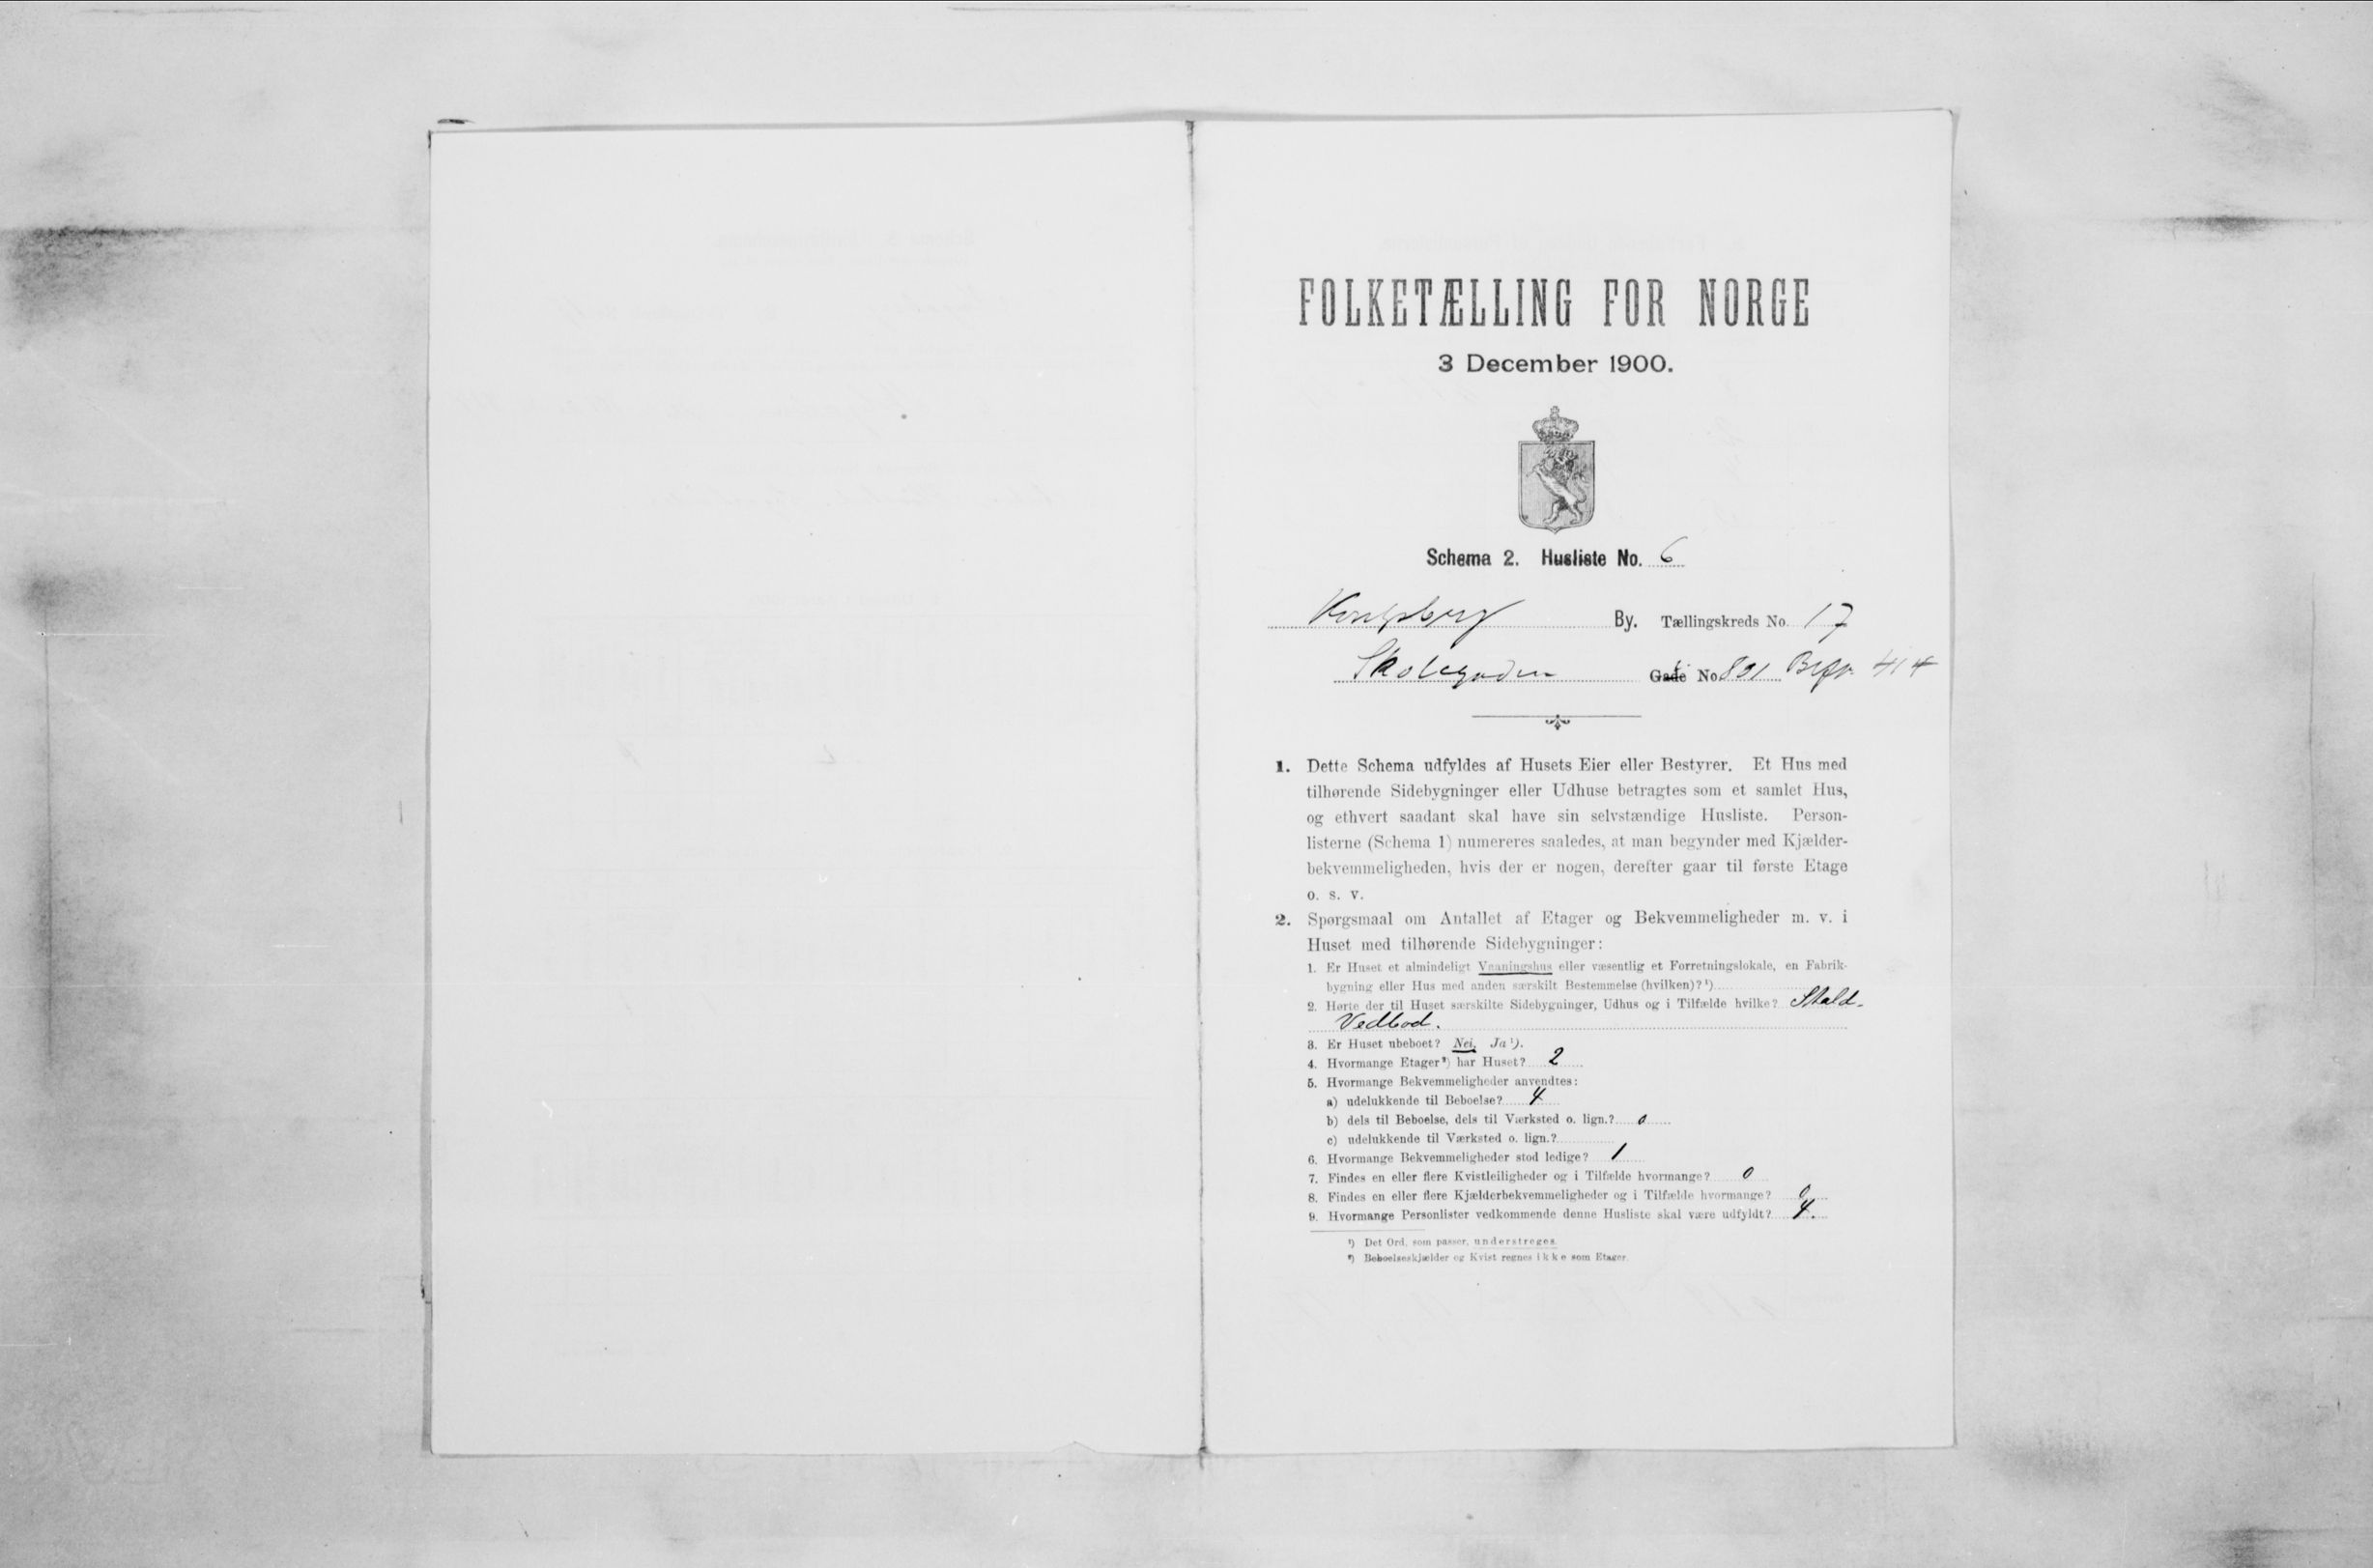 FOLKETÆLLING FOR NORGE
3 December 1900.
Schema 2. Husliste No. 6
Kongsberg By. Tællingskreds No. 17
Skolegaden Gade No 821 Bgfr. 414
1. Dette Schema udfyldes af Husets Eier eller Bestyrer. Et Hus med
tilhørende Sidebygninger eller Udhuse betragtes som et samlet Hus,
og ethvert saadant skal have sin selvstændige Husliste. Person-
listerne (Schema 1) numereres saaledes, at man begynder med Kjælder-
bekvemmeligheden, hvis der er nogen, derefter gaar til første Etage
o. s. v.
2. Spørgsmaal om Antallet af Etager og Bekvemmeligheder m. v. i
Huset med tilhørende Sidebygninger:
1. Er Huset et almindeligt Vaaningshus eller væsentlig et Forretningslokale, en Fabrik-
bygning eller Hus med anden særskilt Bestemmelse (hvilken)? ¹)
2. Hørte der til Huset særskilte Sidebygninger, Udhus og i Tilfælde hvilke? Stald.
Vedbod.
3. Er Huset ubeboet? Nei, Ja ¹).
4. Hvormange Etager ²) har Huset? 2
5. Hvormange Bekvemmeligheder anvendtes:
a) udelukkende til Beboelse? 4
b) dels til Beboelse, dels til Værksted o. lign.? 0
c) udelukkende til Værksted o. lign.?
6. Hvormange Bekvemmeligheder stod ledige? 1
7. Findes en eller flere Kvistleiligheder og i Tilfælde hvormange? 0
8. Findes en eller flere Kjælderbekvemmeligheder og i Tilfælde hvormange? 0
9. Hvormange Personlister vedkommende denne Husliste skal være udfyldt? 4.
¹) Det Ord, som passer, understreges.
²) Beboelseskjælder og Kvist regnes ikke som Etager.